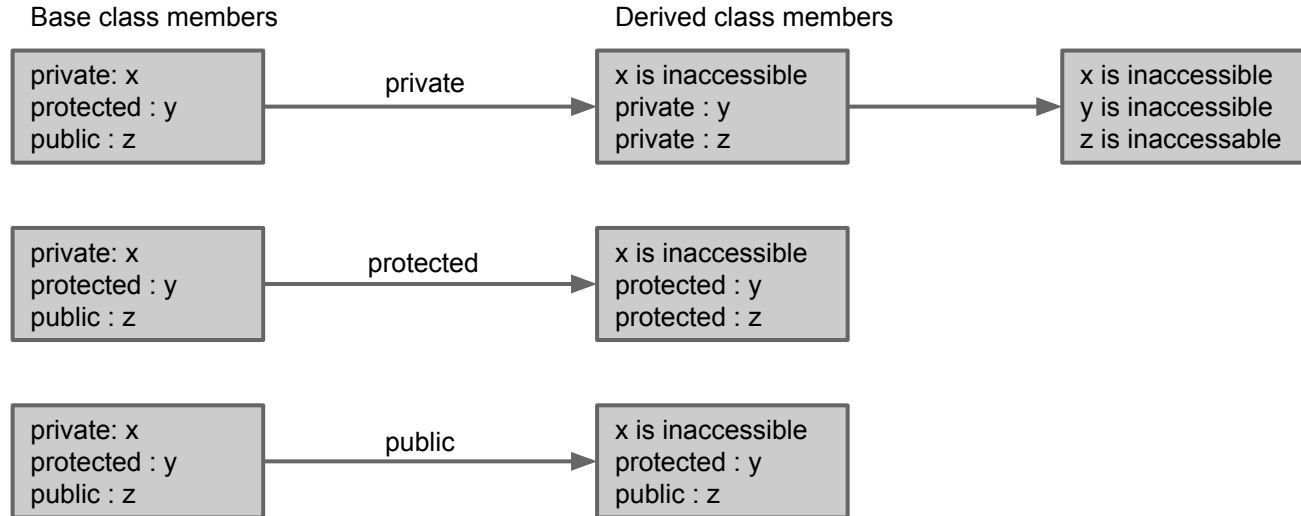 Base class members
Derived class members
private: x
protected : y
public : z
private
x is inaccessible
private : y
private : z
x is inaccessible
y is inaccessible
z is inaccessable
private: x
protected : y
public : z
protected
x is inaccessible
protected : y
protected : z
private: x
protected : y
public : z
public
x is inaccessible
protected : y
public : z